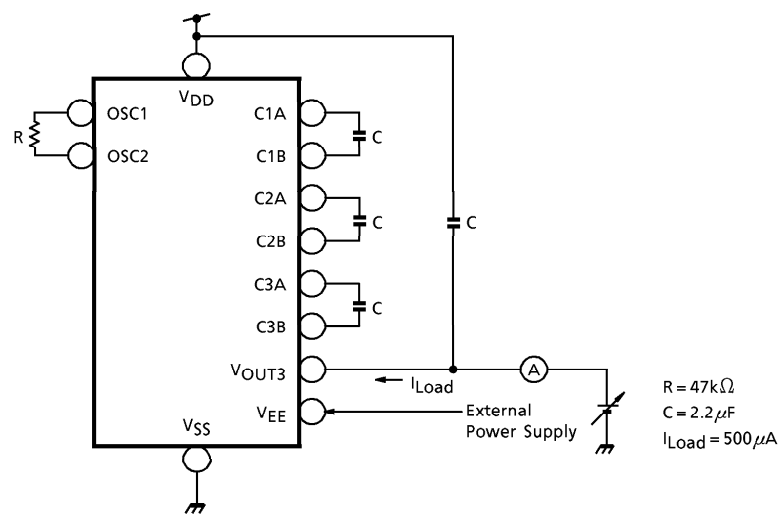 VDD
OSC1
R
OSC2
C1A
C
C1B
C2A
C
C2B
C
C3A
C
C3B
VOUT3
A
ILoad
VEE
External
Power Supply
VSS
R = 47kΩ
C = 2.2μF
ILoad = 500μA